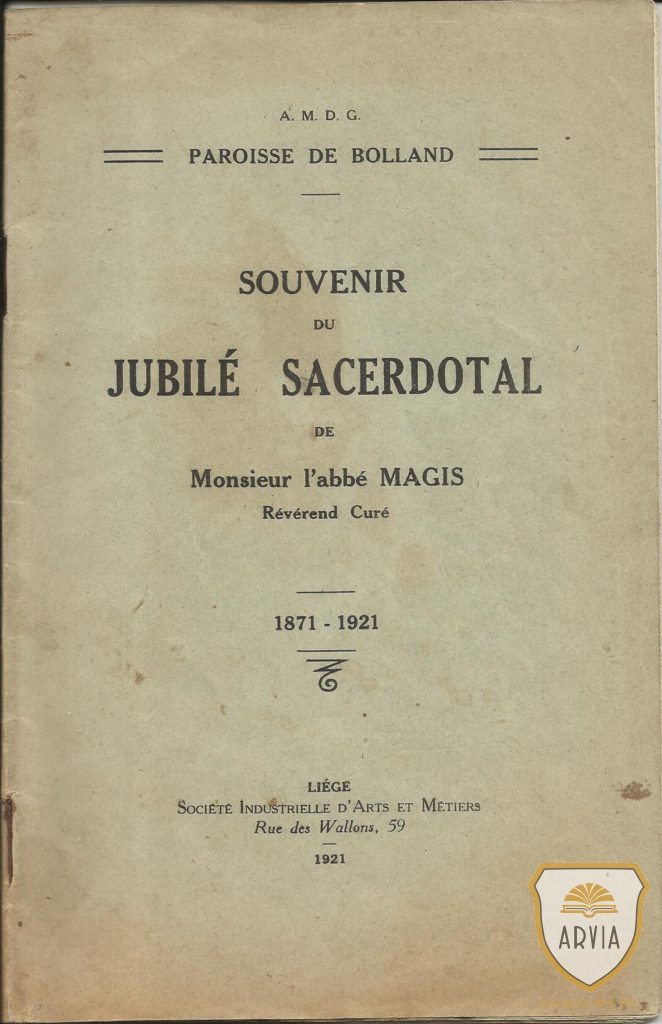 A. M. D. G.
PAROISSE DE BOLLAND
SOUVENIR
DU
JUBILÉ SACERDOTAL
DE
Monsieur l'abbé MAGIS
Révérend Curé
1871 - 1921
LIÉGE
SOCIÉTÉ INDUSTRIELLE D'ARTS ET MÉTIERS
Rue des Wallons, 59
1921
ARVIA